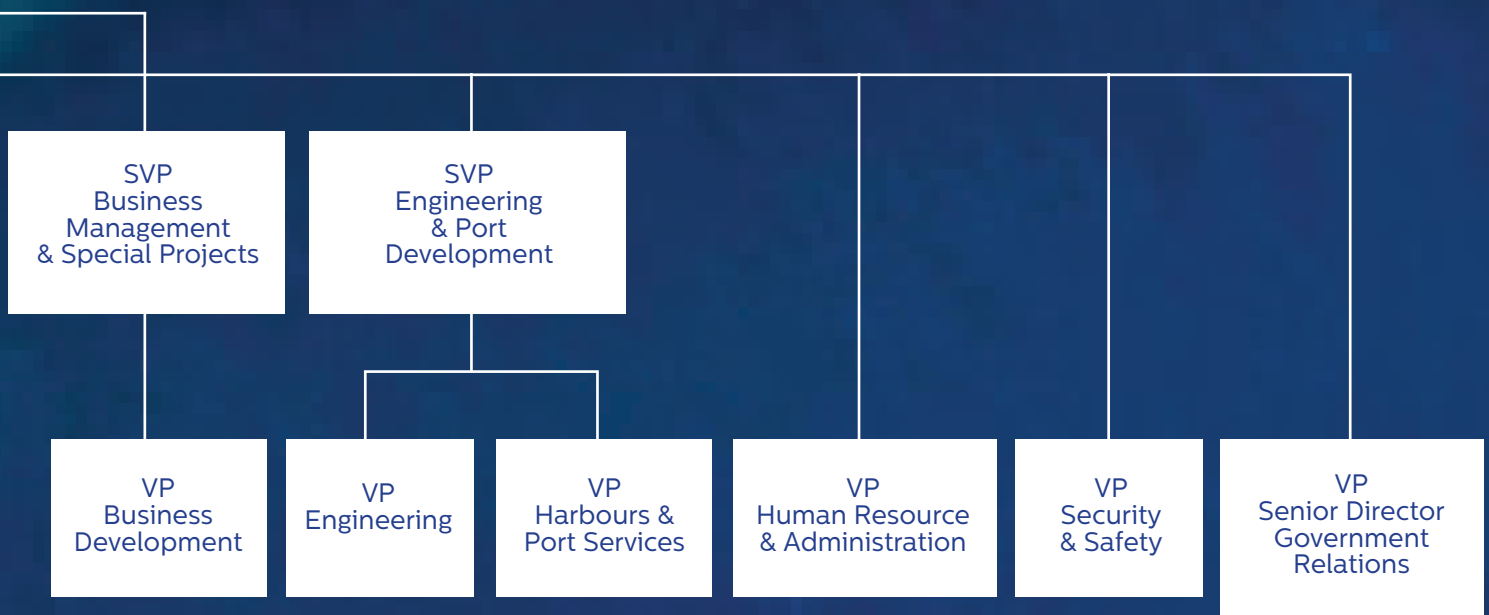 SVP
Business
Management
& Special Projects
SVP
Engineering
& Port
Development
VP
Business
Development
VP
Engineering
VP
Harbours &
Port Services
VP
Human Resource
& Administration
VP
Security
& Safety
VP
Senior Director
Government
Relations